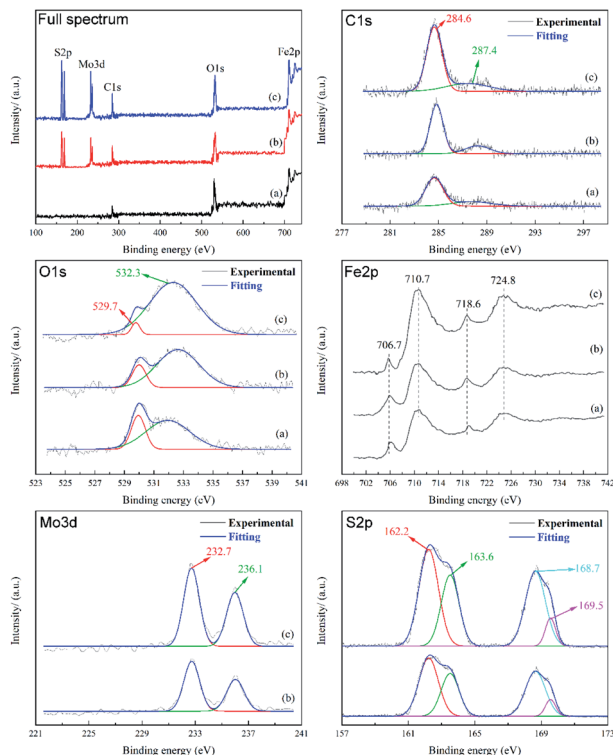 Full spectrum
S2p
Mo3d
C1s
O1s
Fe2p
(c)
(b)
(a)
Intensity/ (a.u.)
100 200 300 400 500 600 700
Binding energy (eV)
C1s
284.6
Experimental
Fitting
287.4
(c)
(b)
(a)
Intensity/ (a.u.)
277 281 285 289 293 297
Binding energy (eV)
O1s
532.3
Experimental
Fitting
529.7
(c)
(b)
(a)
Intensity/ (a.u.)
523 525 527 529 531 533 535 537 539 541
Binding energy (eV)
Fe2p
710.7
718.6
724.8
706.7
(c)
(b)
(a)
Intensity/ (a.u.)
698 702 706 710 714 718 722 726 730 734 738 742
Binding energy (eV)
Mo3d
Experimental
Fitting
232.7
236.1
(c)
(b)
Intensity/ (a.u.)
221 225 229 233 237 241
Binding energy (eV)
S2p
Experimental
Fitting
162.2
163.6
168.7
169.5
(c)
(b)
Intensity/ (a.u.)
157 161 165 169 173
Binding energy (eV)